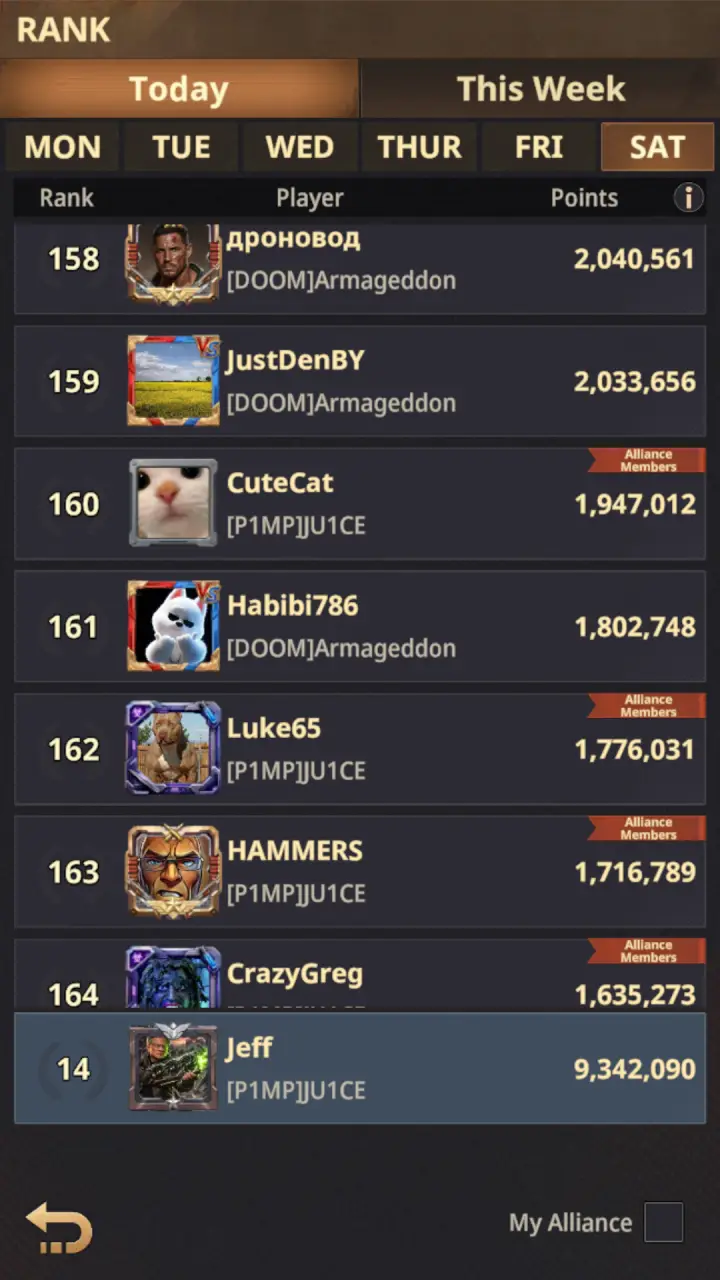 RANK
Today
This Week
MON TUE WED THUR FRI SAT
Rank Player Points i
158 дроновод 2,040,561
[DOOM]Armageddon
VS
159 JustDenBY 2,033,656
[DOOM]Armageddon
Alliance
Members
160 CuteCat 1,947,012
[P1MP]JU1CE
VS
161 Habibi786 1,802,748
[DOOM]Armageddon
Alliance
Members
162 Luke65 1,776,031
[P1MP]JU1CE
Alliance
Members
163 HAMMERS 1,716,789
[P1MP]JU1CE
Alliance
Members
164 CrazyGreg 1,635,273
14 Jeff 9,342,090
[P1MP]JU1CE
My Alliance